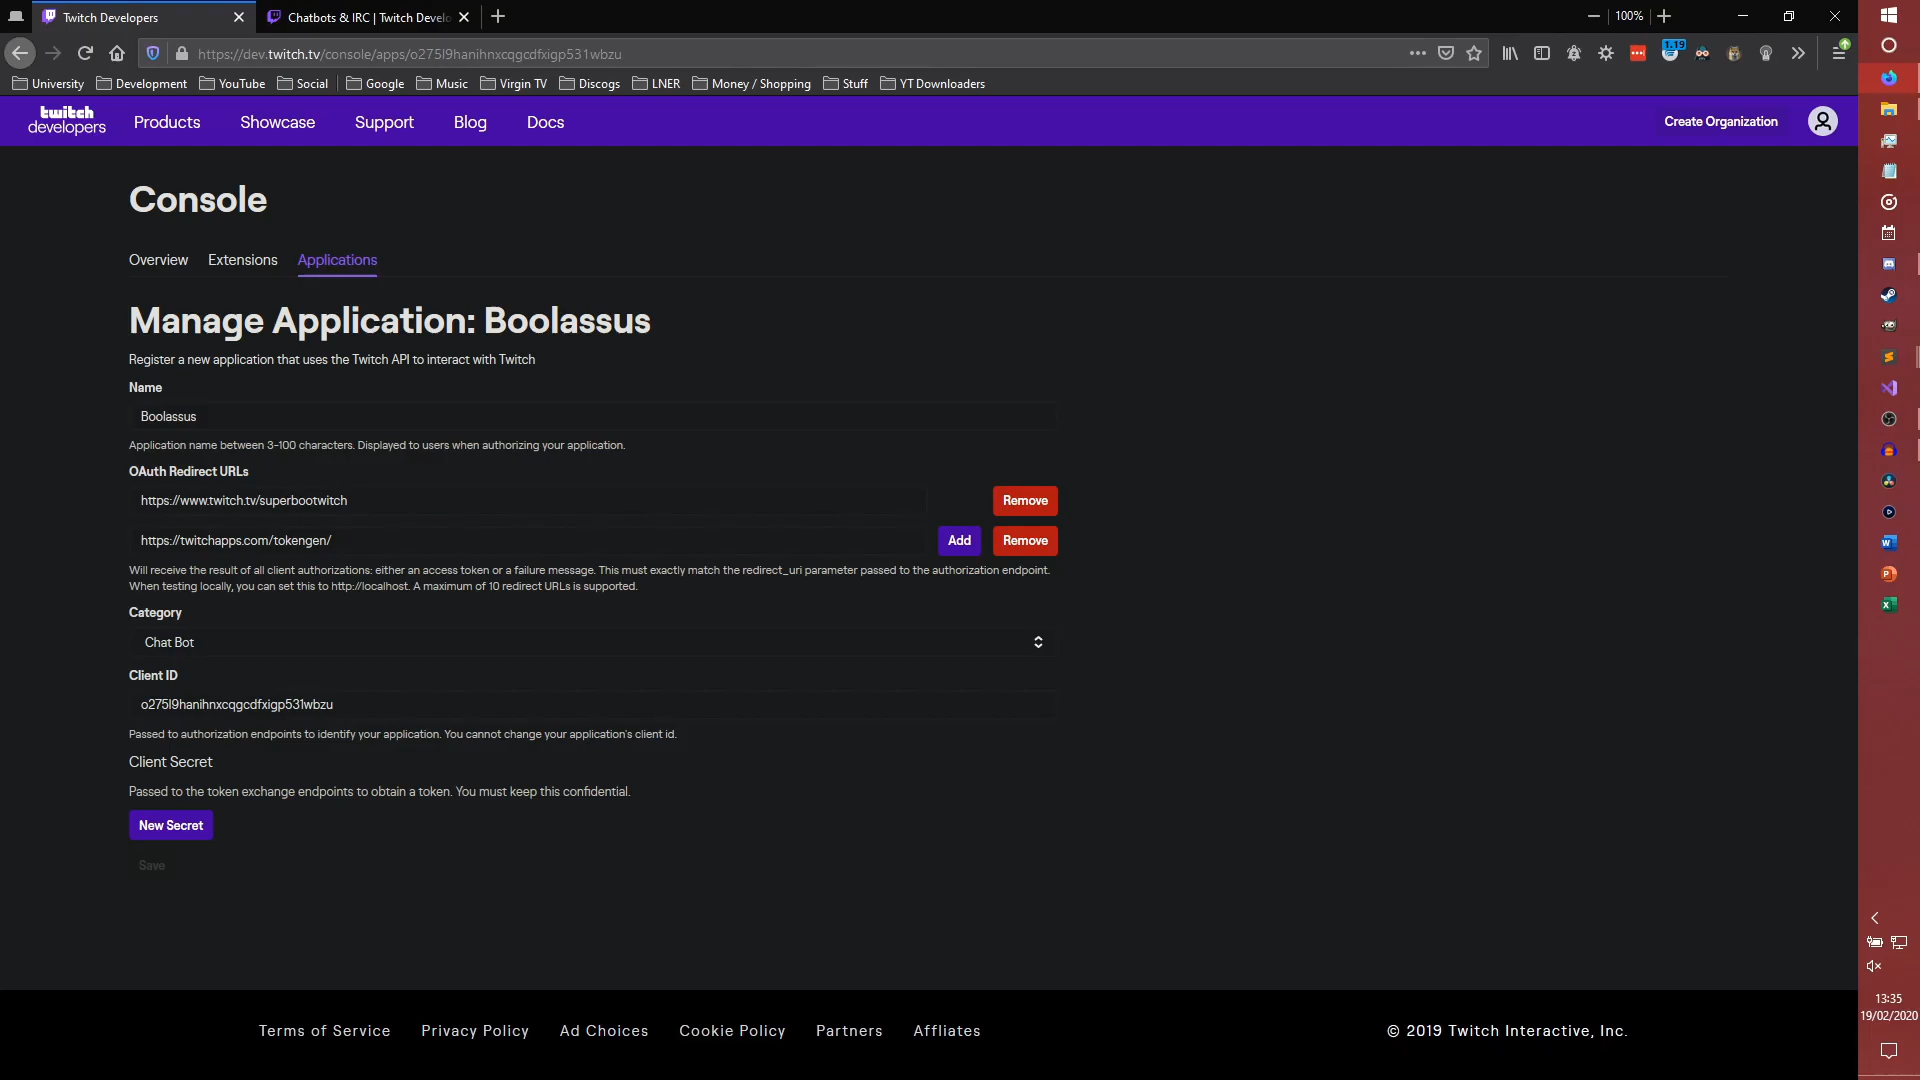 Twitch Developers
Chatbots & IRC | Twitch Develo
100%
https://dev.twitch.tv/console/apps/o275l9hanihnxcqgcdfxigp531wbzu
1.19
University Development YouTube Social Google Music Virgin TV Discogs LNER Money / Shopping Stuff YT Downloaders
twitch
developers
Products Showcase Support Blog Docs
Create Organization
Console
Overview Extensions Applications
Manage Application: Boolassus
Register a new application that uses the Twitch API to interact with Twitch
Name
Boolassus
Application name between 3-100 characters. Displayed to users when authorizing your application.
OAuth Redirect URLs
https://www.twitch.tv/superbootwitch
Remove
https://twitchapps.com/tokengen/
Add Remove
Will receive the result of all client authorizations: either an access token or a failure message. This must exactly match the redirect_uri parameter passed to the authorization endpoint.
When testing locally, you can set this to http://localhost. A maximum of 10 redirect URLs is supported.
Category
Chat Bot
Client ID
o275l9hanihnxcqgcdfxigp531wbzu
Passed to authorization endpoints to identify your application. You cannot change your application's client id.
Client Secret
Passed to the token exchange endpoints to obtain a token. You must keep this confidential.
New Secret
Save
Terms of Service Privacy Policy Ad Choices Cookie Policy Partners Affliates
© 2019 Twitch Interactive, Inc.
13:35
19/02/2020